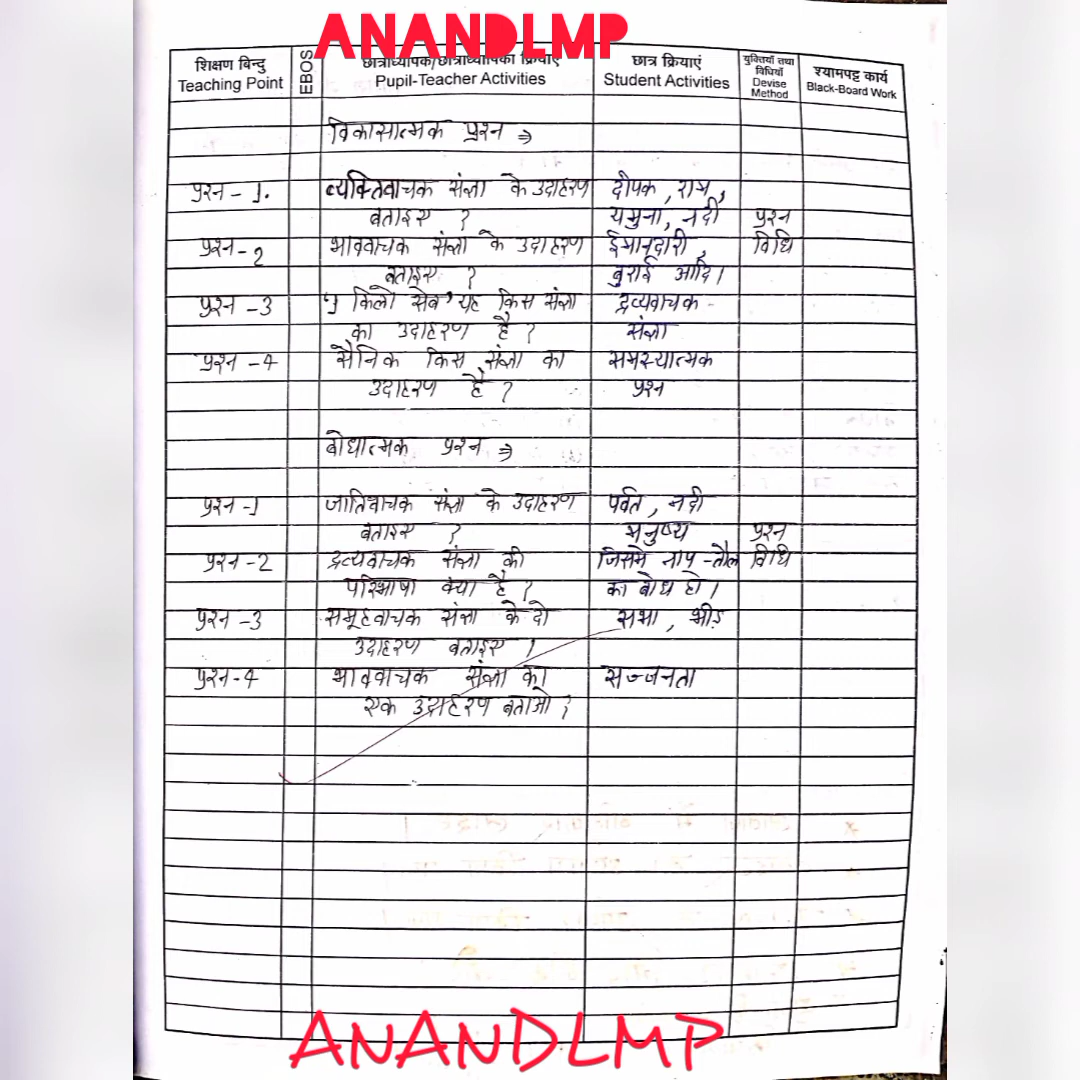 ANANDLMP
शिक्षण बिन्दु
Teaching Point
EBOS
छात्राध्यापक/छात्राध्यापिका क्रियाएं
Pupil-Teacher Activities
छात्र क्रियाएं
Student Activities
युक्तियाँ तथा
विधियाँ
Devise
Method
श्यामपट्ट कार्य
Black-Board Work
विकासात्मक प्रश्न ⇒
प्रश्न - 1. व्यक्तिवाचक संज्ञा के उदाहरण दीपक, राम,
बताइए ? यमुना, नदी प्रश्न
प्रश्न - 2 भाववाचक संज्ञा के उदाहरण ईमानदारी, विधि
बताइए ? बुराई आदि।
प्रश्न - 3 '1 किलो सेब' यह किस संज्ञा द्रव्यवाचक -
का उदाहरण है ? संज्ञा
प्रश्न - 4 सैनिक किस संज्ञा का समस्यात्मक
उदाहरण है ? प्रश्न
बोधात्मक प्रश्न ⇒
प्रश्न - 1 जातिवाचक संज्ञा के उदाहरण पर्वत, नदी
बताइए ? मनुष्य प्रश्न
प्रश्न - 2 द्रव्यवाचक संज्ञा की जिसमे नाप - तौल विधि
परिभाषा क्या है ? का बोध हो।
प्रश्न - 3 समूहवाचक संज्ञा के दो सभा, भीड़
उदाहरण बताइए ?
प्रश्न - 4 भाववाचक संज्ञा का सज्जनता
एक उदाहरण बताओ ?
ANANDLMP